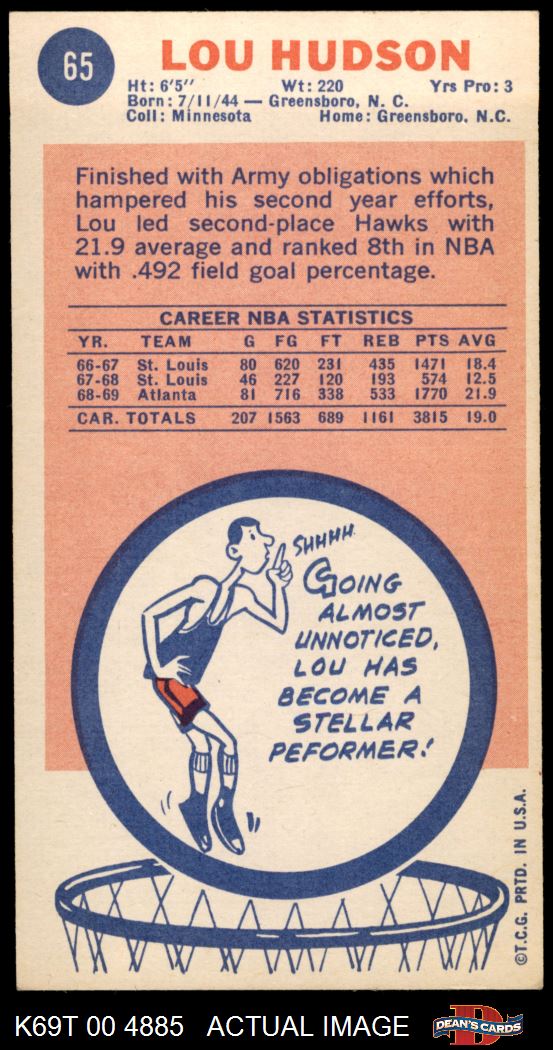 65
LOU HUDSON
Ht: 6'5" Wt: 220 Yrs Pro: 3
Born: 7/11/44 — Greensboro, N. C.
Coll: Minnesota Home: Greensboro, N.C.
Finished with Army obligations which
hampered his second year efforts,
Lou led second-place Hawks with
21.9 average and ranked 8th in NBA
with .492 field goal percentage.
CAREER NBA STATISTICS
YR. TEAM G FG FT REB PTS AVG
66-67 St. Louis 80 620 231 435 1471 18.4
67-68 St. Louis 46 227 120 193 574 12.5
68-69 Atlanta 81 716 338 533 1770 21.9
CAR. TOTALS 207 1563 689 1161 3815 19.0
SHHHH
GOING
ALMOST
UNNOTICED,
LOU HAS
BECOME A
STELLAR
PEFORMER!
©T.C.G. PRTD. IN U.S.A.
K69T 00 4885 ACTUAL IMAGE
D
DEAN'S CARDS